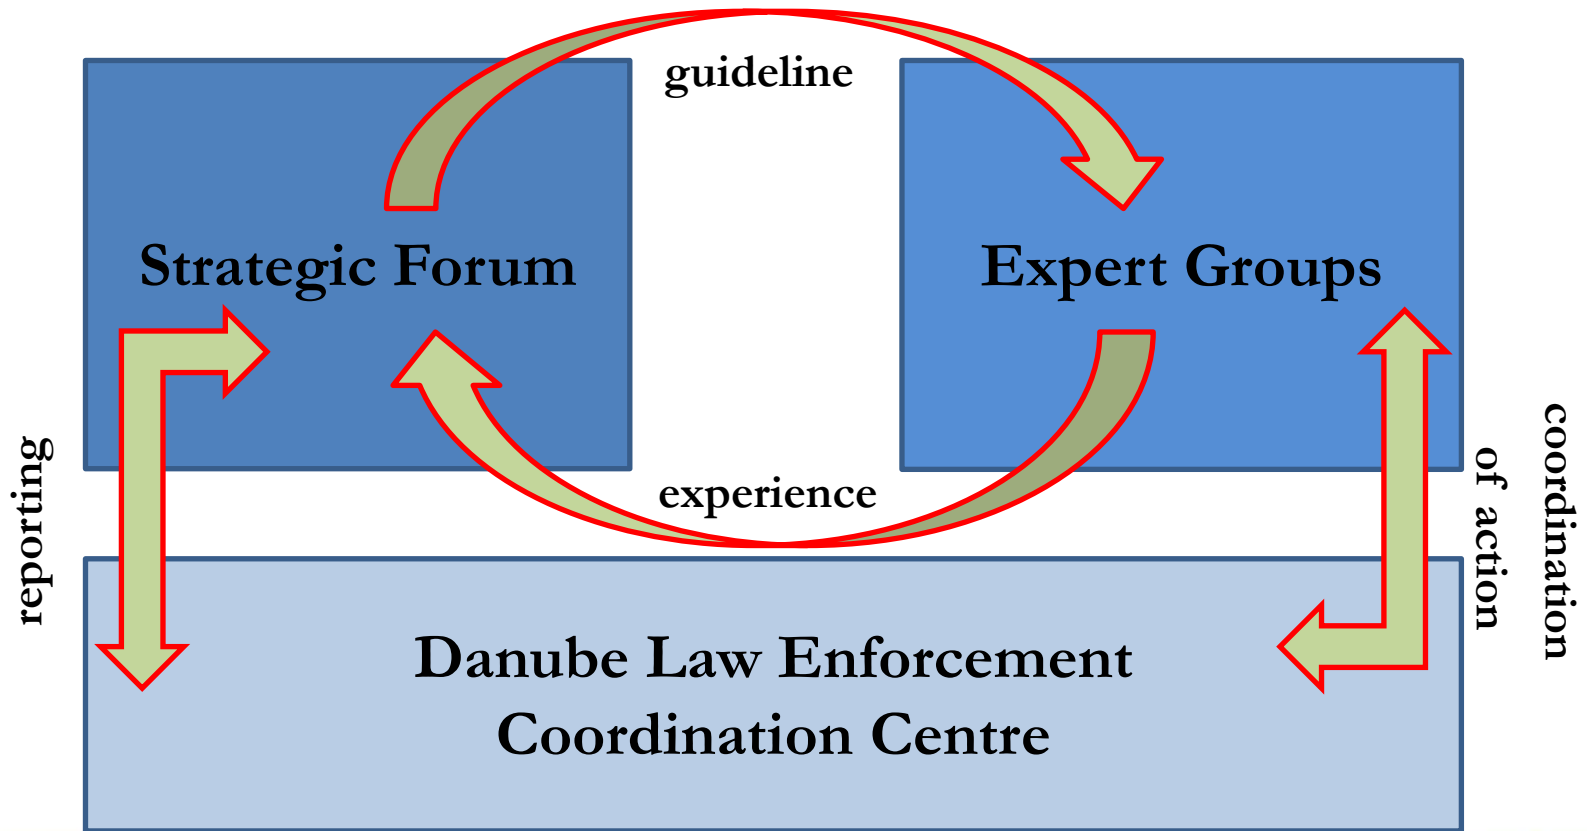 guideline
Strategic Forum
Expert Groups
experience
reporting
coordination
of action
Danube Law Enforcement
Coordination Centre